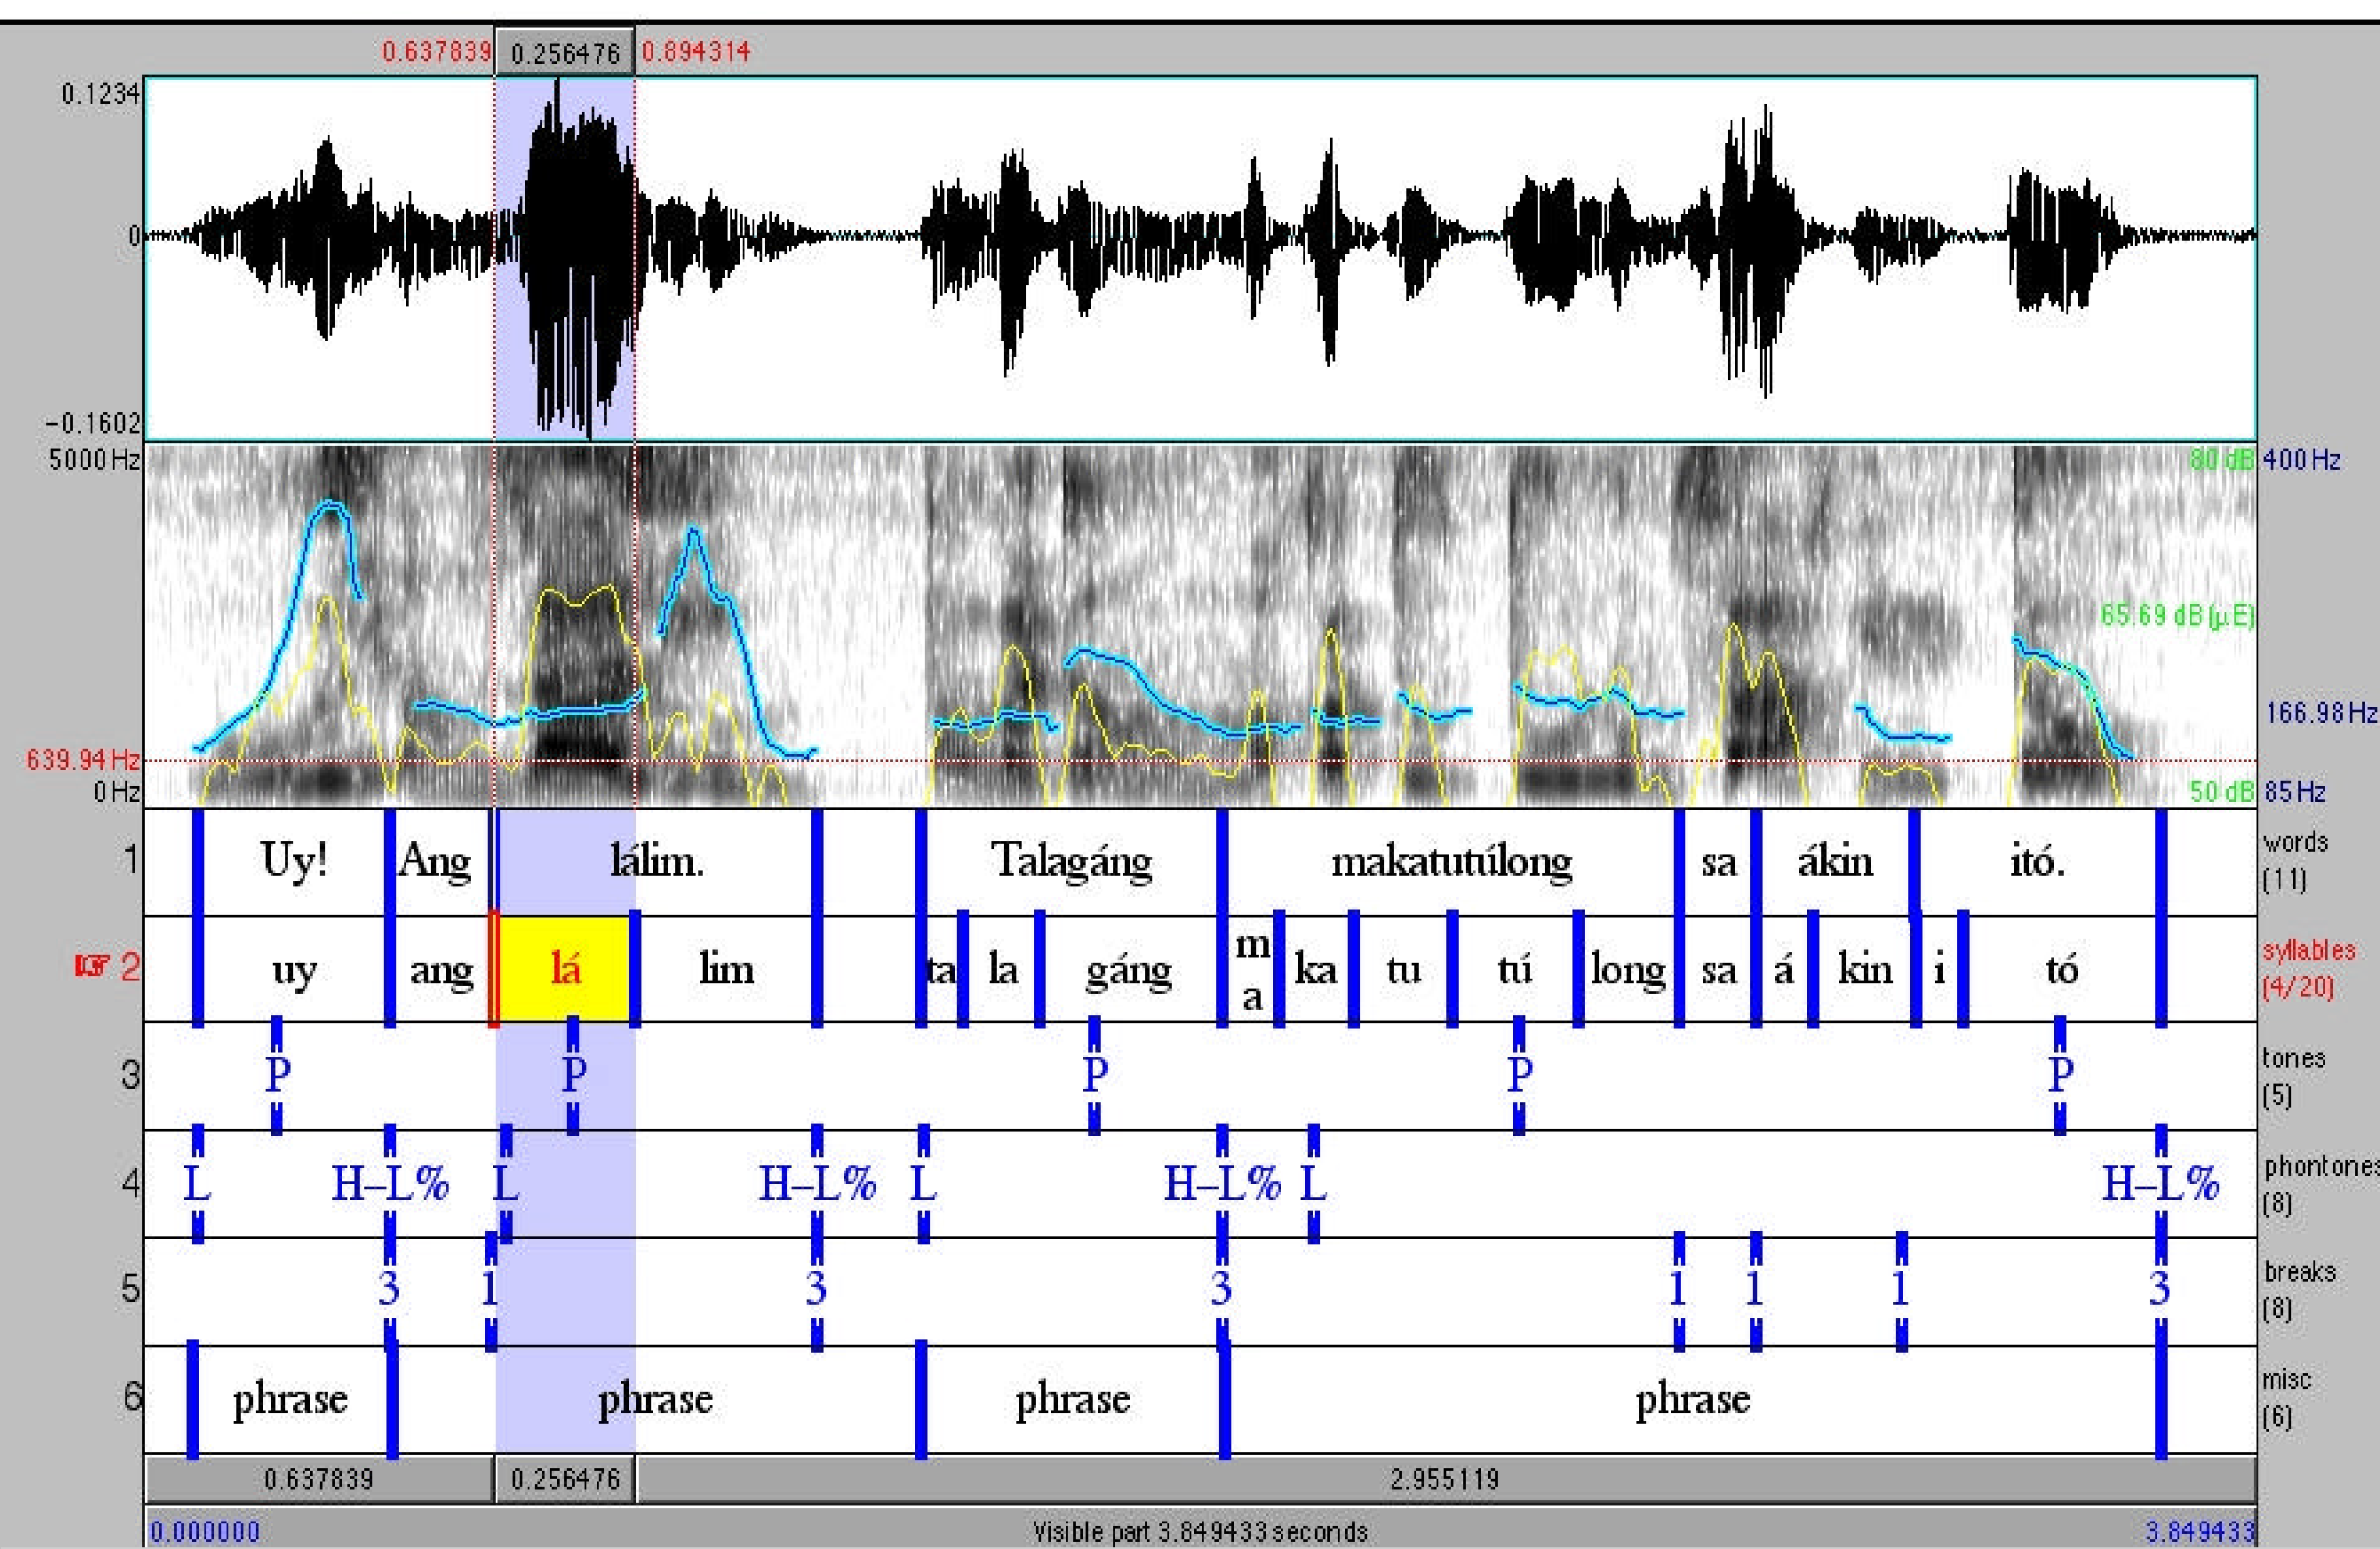 0.637839 0.256476 0.894314
0.1234
0
-0.1602
5000 Hz 80 dB 400 Hz
65.69 dB (µE)
166.98 Hz
639.94 Hz
0 Hz 50 dB 85 Hz
1 Uy! Ang lálim. Talagáng makatutúlong sa ákin itó. words (11)
2 uy ang lá lim ta la gáng ma ka tu tú long sa á kin i tó syllables (4/20)
3 P P P P P tones (5)
4 L H–L% L H–L% L H–L% L H–L% phontones (8)
5 3 1 3 3 1 1 1 3 breaks (8)
6 phrase phrase phrase phrase misc (6)
0.637839 0.256476 2.955119
0.000000 Visible part 3.849433 seconds 3.849433